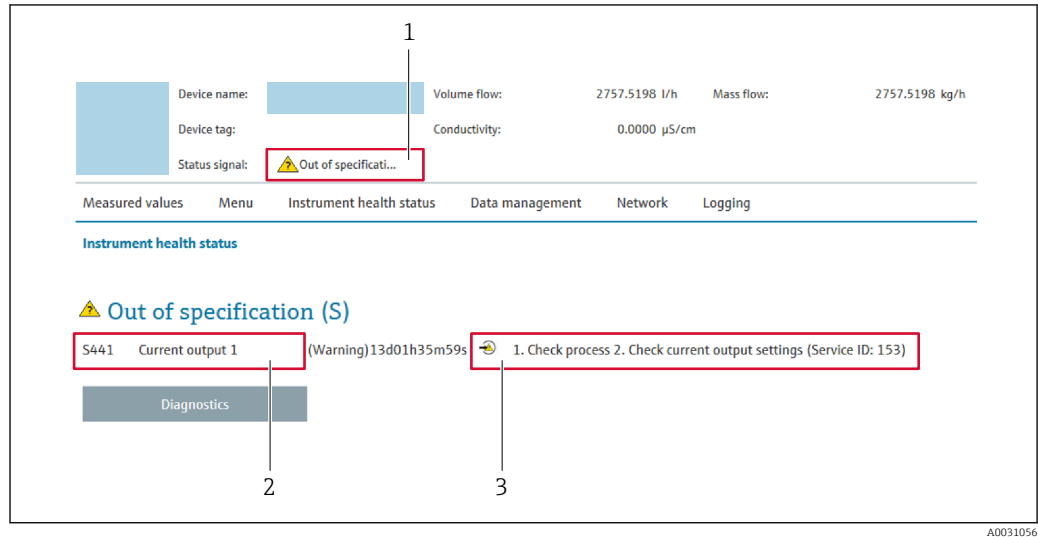 1
Device name: Volume flow: 2757.5198 l/h Mass flow: 2757.5198 kg/h
Device tag: Conductivity: 0.0000 µS/cm
Status signal: Out of specificati...
Measured values Menu Instrument health status Data management Network Logging
Instrument health status
Out of specification (S)
S441 Current output 1 (Warning)13d01h35m59s 1. Check process 2. Check current output settings (Service ID: 153)
Diagnostics
2 3
A0031056